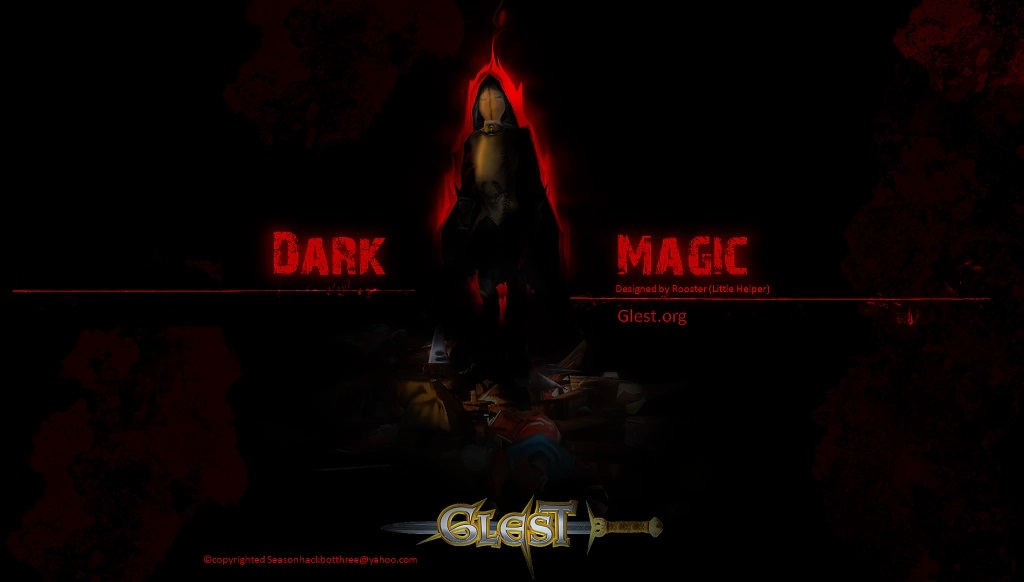 Dark Magic
Designed by Rooster (Little Helper)
Glest.org
GLEST
©copyrighted Seasonhackbotthree@yahoo.com